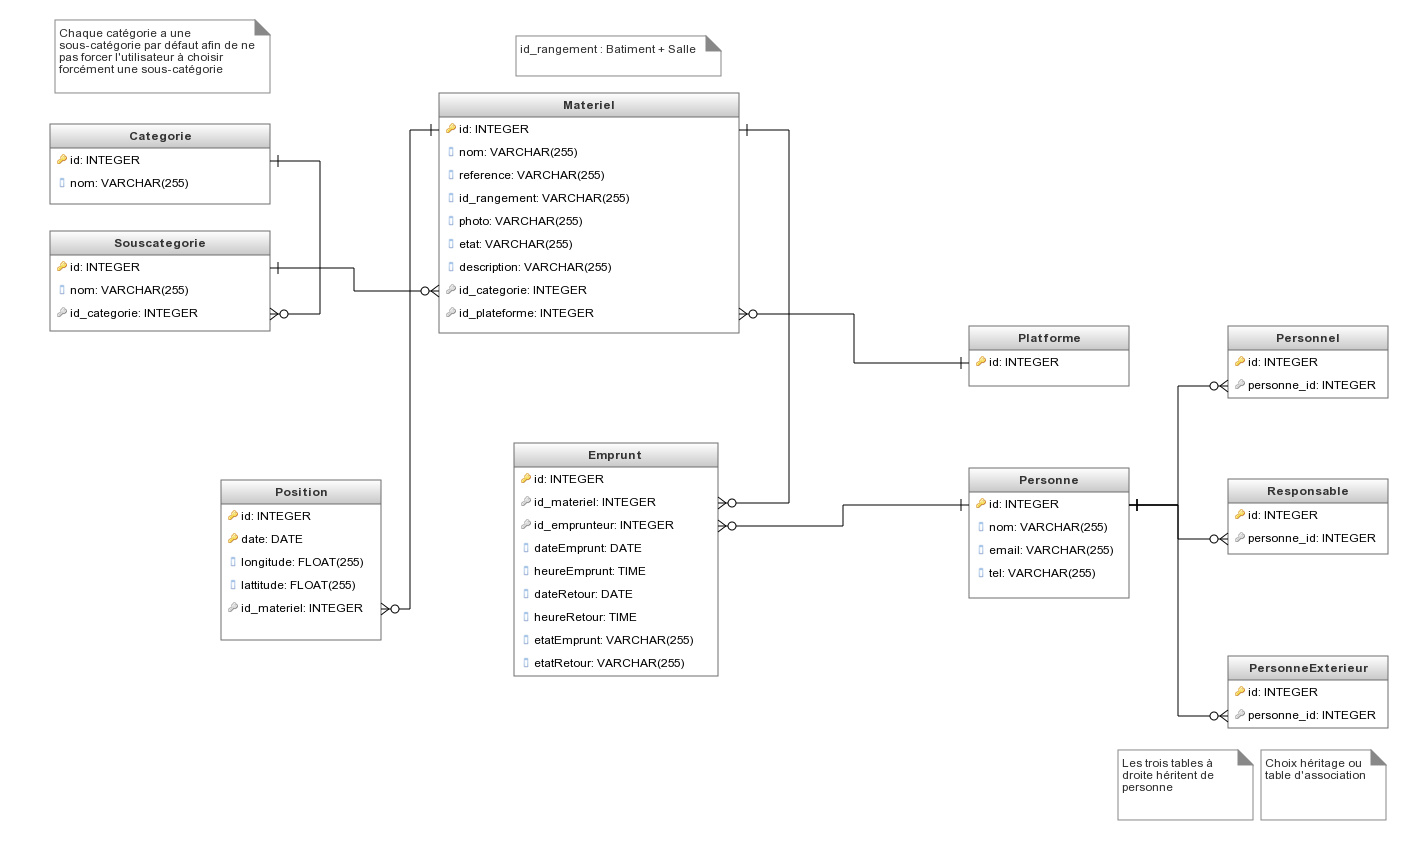 Chaque catégorie a une
sous-catégorie par défaut afin de ne
pas forcer l'utilisateur à choisir
forcément une sous-catégorie
id_rangement : Batiment + Salle
Categorie
id: INTEGER
nom: VARCHAR(255)
Souscategorie
id: INTEGER
nom: VARCHAR(255)
id_categorie: INTEGER
Materiel
id: INTEGER
nom: VARCHAR(255)
reference: VARCHAR(255)
id_rangement: VARCHAR(255)
photo: VARCHAR(255)
etat: VARCHAR(255)
description: VARCHAR(255)
id_categorie: INTEGER
id_plateforme: INTEGER
Platforme
id: INTEGER
Personnel
id: INTEGER
personne_id: INTEGER
Position
id: INTEGER
date: DATE
longitude: FLOAT(255)
lattitude: FLOAT(255)
id_materiel: INTEGER
Emprunt
id: INTEGER
id_materiel: INTEGER
id_emprunteur: INTEGER
dateEmprunt: DATE
heureEmprunt: TIME
dateRetour: DATE
heureRetour: TIME
etatEmprunt: VARCHAR(255)
etatRetour: VARCHAR(255)
Personne
id: INTEGER
nom: VARCHAR(255)
email: VARCHAR(255)
tel: VARCHAR(255)
Responsable
id: INTEGER
personne_id: INTEGER
PersonneExterieur
id: INTEGER
personne_id: INTEGER
Les trois tables à
droite héritent de
personne
Choix héritage ou
table d'association